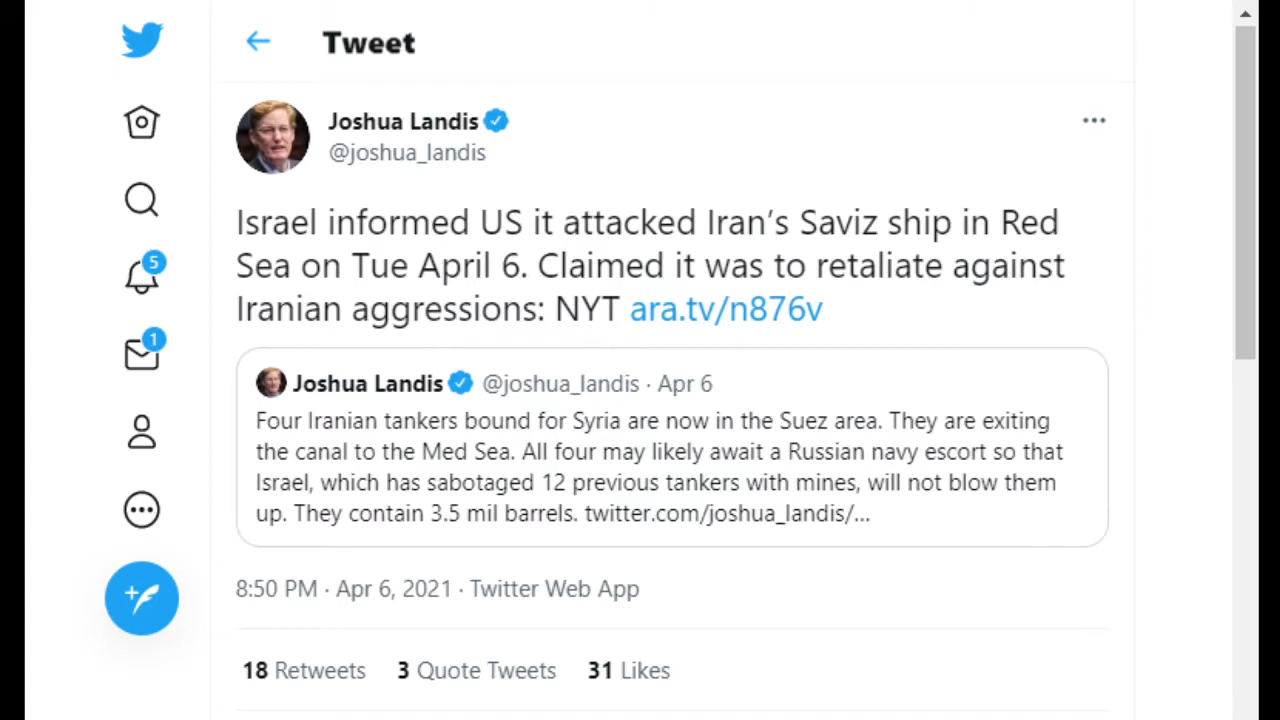 Tweet
Joshua Landis
@joshua_landis
Israel informed US it attacked Iran's Saviz ship in Red
Sea on Tue April 6. Claimed it was to retaliate against
Iranian aggressions: NYT ara.tv/n876v
Joshua Landis @joshua_landis · Apr 6
Four Iranian tankers bound for Syria are now in the Suez area. They are exiting
the canal to the Med Sea. All four may likely await a Russian navy escort so that
Israel, which has sabotaged 12 previous tankers with mines, will not blow them
up. They contain 3.5 mil barrels. twitter.com/joshua_landis/...
8:50 PM · Apr 6, 2021 · Twitter Web App
18 Retweets 3 Quote Tweets 31 Likes
5
1